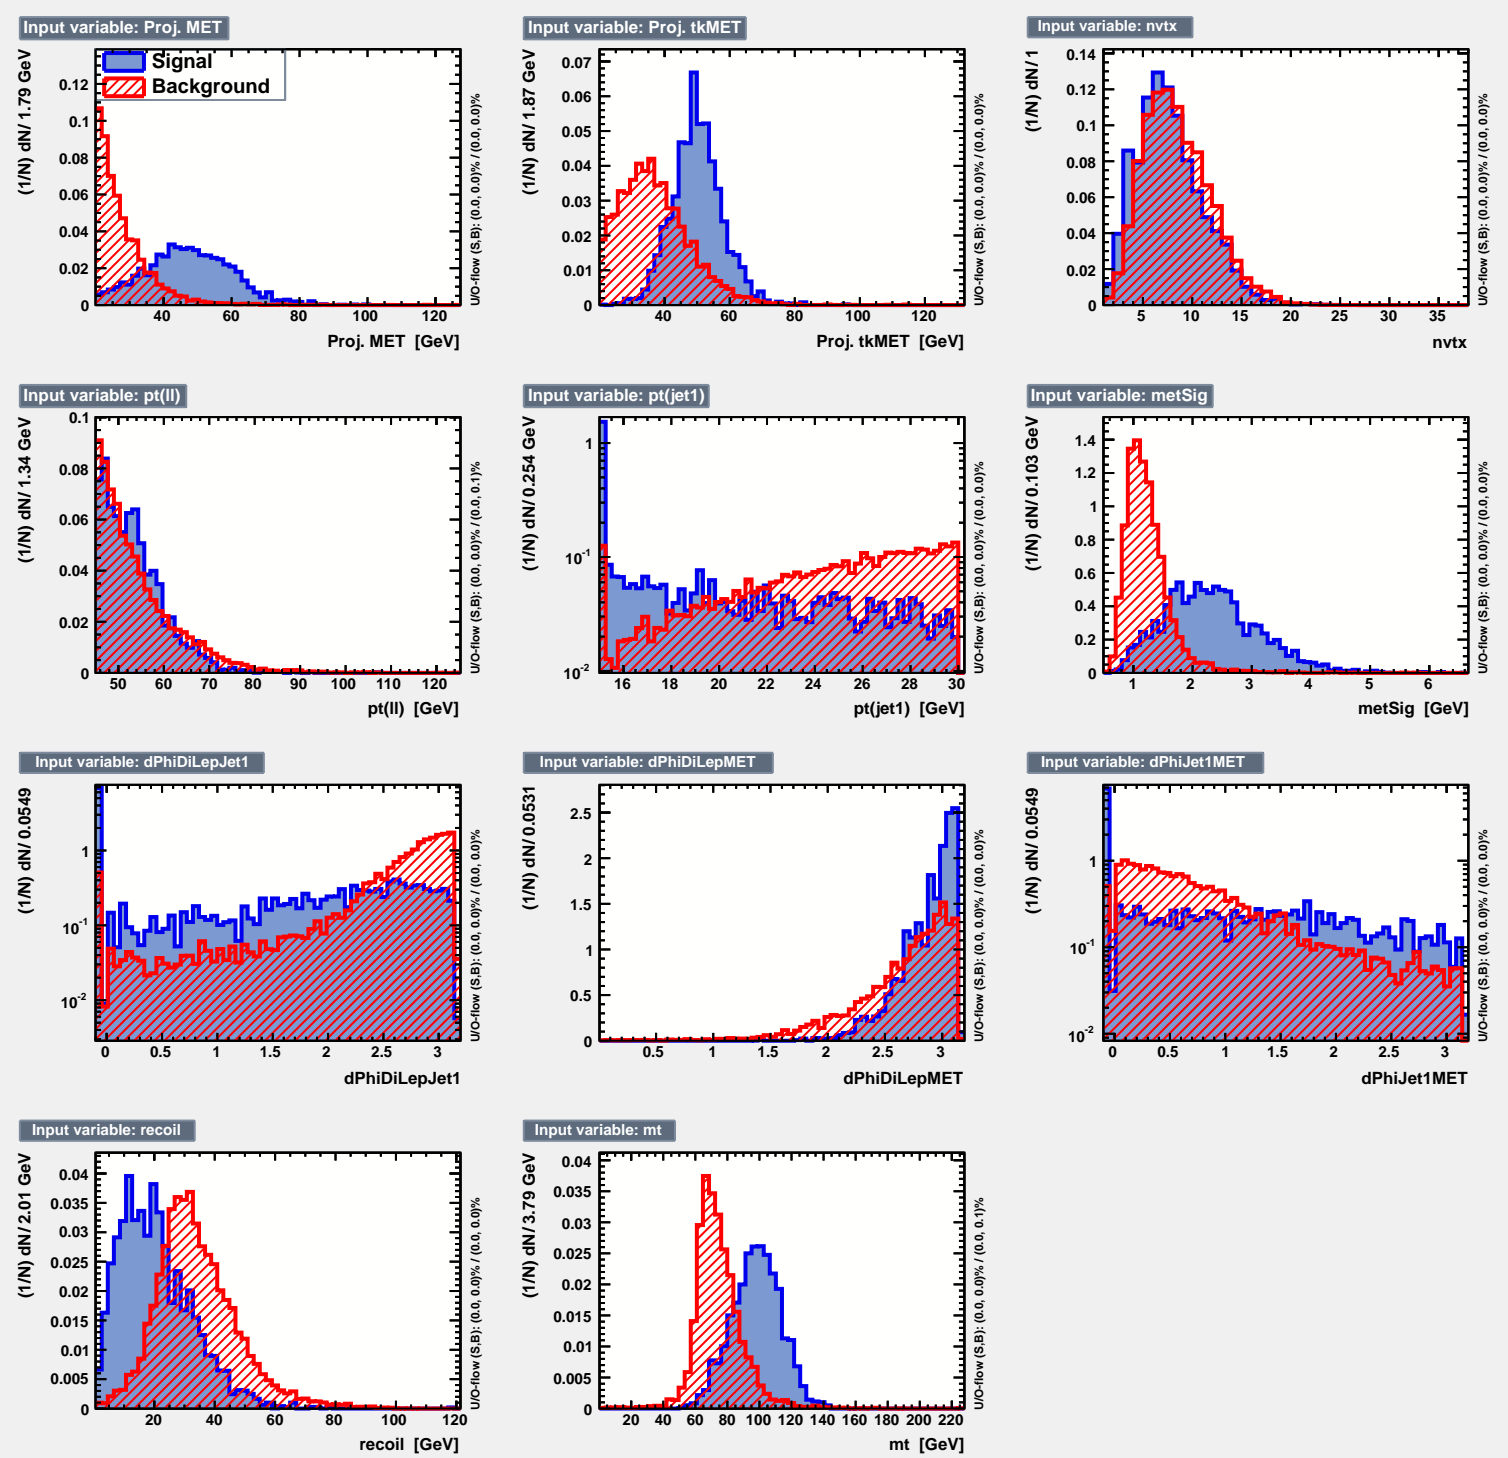 Input variable: Proj. MET
Signal
Background
(1/N) dN/ 1.79 GeV
0.12
0.1
0.08
0.06
0.04
0.02
0
40 60 80 100 120
Proj. MET [GeV]
U/O-flow (S,B): (0.0, 0.0)% / (0.0, 0.0)%
Input variable: Proj. tkMET
(1/N) dN/ 1.87 GeV
0.07
0.06
0.05
0.04
0.03
0.02
0.01
0
40 60 80 100 120
Proj. tkMET [GeV]
U/O-flow (S,B): (0.0, 0.0)% / (0.0, 0.0)%
Input variable: nvtx
(1/N) dN/ 1
0.14
0.12
0.1
0.08
0.06
0.04
0.02
0
5 10 15 20 25 30 35
nvtx
U/O-flow (S,B): (0.0, 0.0)% / (0.0, 0.0)%
Input variable: pt(ll)
(1/N) dN/ 1.34 GeV
0.1
0.08
0.06
0.04
0.02
0
50 60 70 80 90 100 110 120
pt(ll) [GeV]
U/O-flow (S,B): (0.0, 0.0)% / (0.0, 0.1)%
Input variable: pt(jet1)
(1/N) dN/ 0.254 GeV
1
10-1
10-2
16 18 20 22 24 26 28 30
pt(jet1) [GeV]
U/O-flow (S,B): (0.0, 0.0)% / (0.0, 0.0)%
Input variable: metSig
(1/N) dN/ 0.103 GeV
1.4
1.2
1
0.8
0.6
0.4
0.2
0
1 2 3 4 5 6
metSig [GeV]
U/O-flow (S,B): (0.0, 0.0)% / (0.0, 0.0)%
Input variable: dPhiDiLepJet1
(1/N) dN/ 0.0549
1
10-1
10-2
0 0.5 1 1.5 2 2.5 3
dPhiDiLepJet1
U/O-flow (S,B): (0.0, 0.0)% / (0.0, 0.0)%
Input variable: dPhiDiLepMET
(1/N) dN/ 0.0531
2.5
2
1.5
1
0.5
0
0.5 1 1.5 2 2.5 3
dPhiDiLepMET
U/O-flow (S,B): (0.0, 0.0)% / (0.0, 0.0)%
Input variable: dPhiJet1MET
(1/N) dN/ 0.0549
1
10-1
10-2
0 0.5 1 1.5 2 2.5 3
dPhiJet1MET
U/O-flow (S,B): (0.0, 0.0)% / (0.0, 0.0)%
Input variable: recoil
(1/N) dN/ 2.01 GeV
0.04
0.035
0.03
0.025
0.02
0.015
0.01
0.005
0
20 40 60 80 100 120
recoil [GeV]
U/O-flow (S,B): (0.0, 0.0)% / (0.0, 0.0)%
Input variable: mt
(1/N) dN/ 3.79 GeV
0.04
0.035
0.03
0.025
0.02
0.015
0.01
0.005
0
20 40 60 80 100 120 140 160 180 200 220
mt [GeV]
U/O-flow (S,B): (0.0, 0.0)% / (0.0, 0.1)%